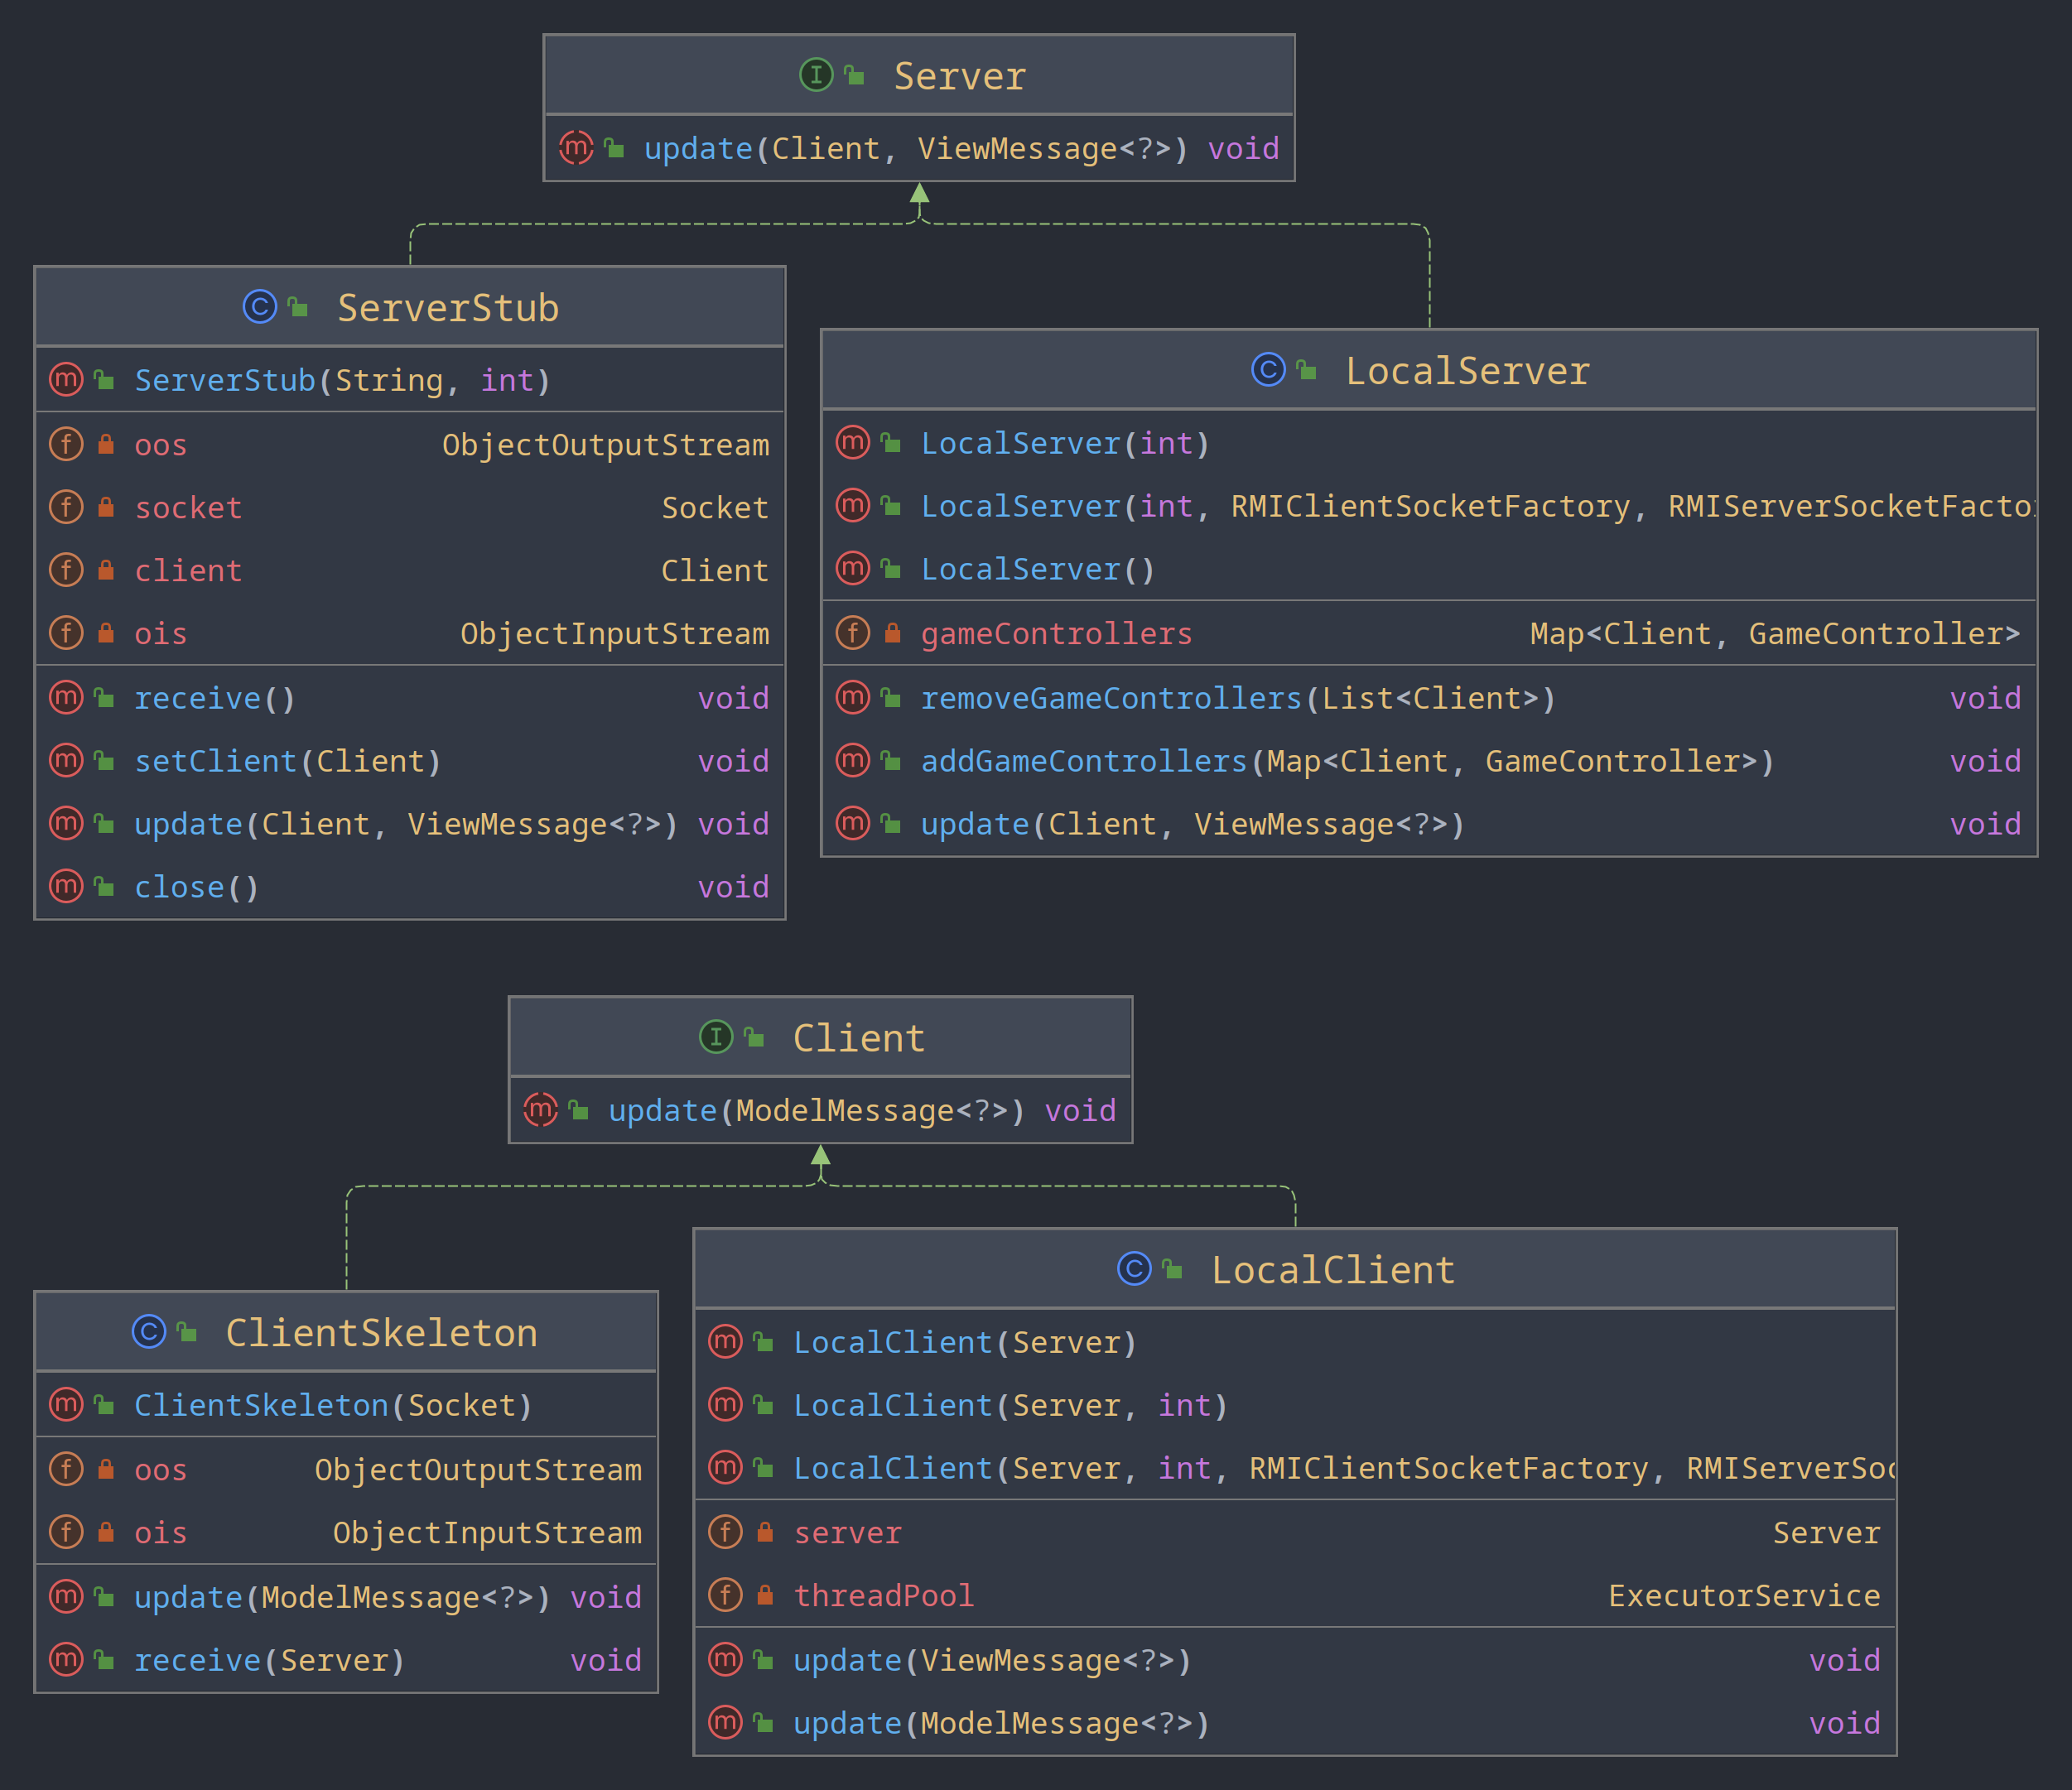 Server
update(Client, ViewMessage<?>) void
ServerStub
ServerStub(String, int)
oos ObjectOutputStream
socket Socket
client Client
ois ObjectInputStream
receive() void
setClient(Client) void
update(Client, ViewMessage<?>) void
close() void
LocalServer
LocalServer(int)
LocalServer(int, RMIClientSocketFactory, RMIServerSocketFacto
LocalServer()
gameControllers Map<Client, GameController>
removeGameControllers(List<Client>) void
addGameControllers(Map<Client, GameController>) void
update(Client, ViewMessage<?>) void
Client
update(ModelMessage<?>) void
ClientSkeleton
ClientSkeleton(Socket)
oos ObjectOutputStream
ois ObjectInputStream
update(ModelMessage<?>) void
receive(Server) void
LocalClient
LocalClient(Server)
LocalClient(Server, int)
LocalClient(Server, int, RMIClientSocketFactory, RMIServerSoc
server Server
threadPool ExecutorService
update(ViewMessage<?>) void
update(ModelMessage<?>) void